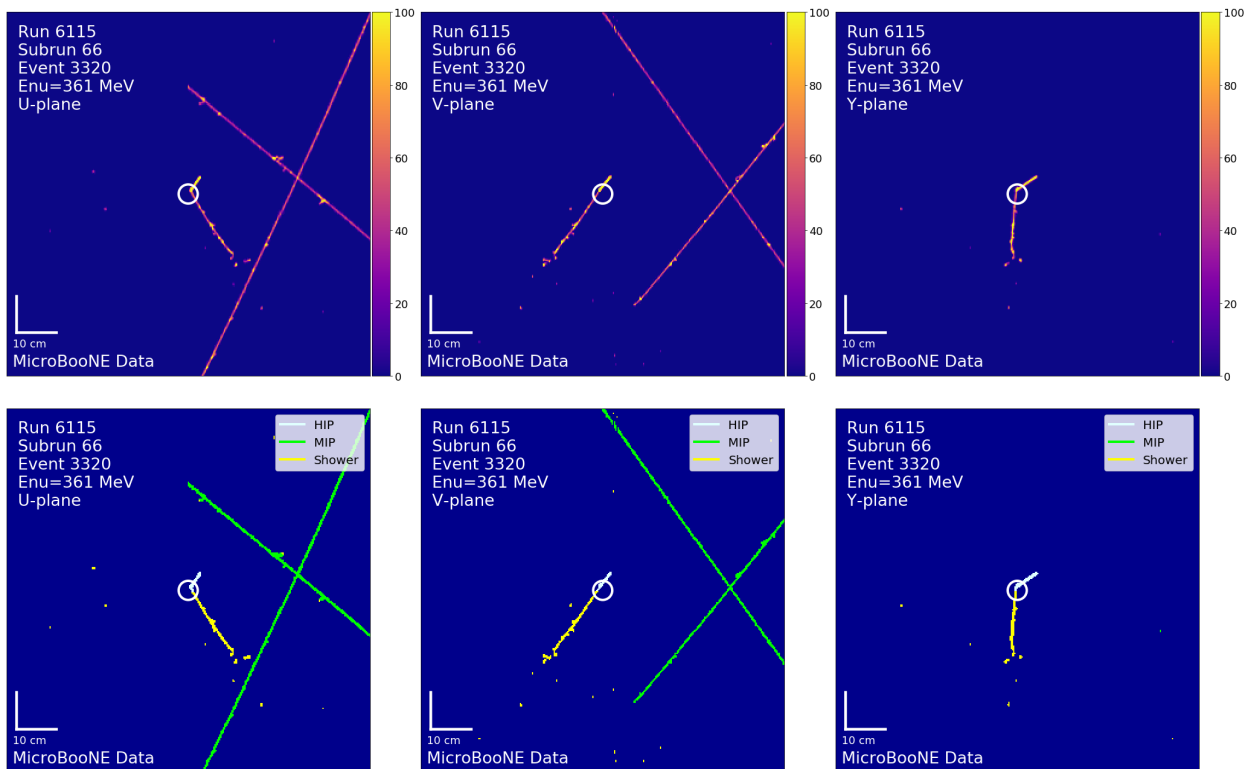 Run 6115
Subrun 66
Event 3320
Enu=361 MeV
U-plane
10 cm
MicroBooNE Data
100
80
60
40
20
0
Run 6115
Subrun 66
Event 3320
Enu=361 MeV
V-plane
10 cm
MicroBooNE Data
100
80
60
40
20
0
Run 6115
Subrun 66
Event 3320
Enu=361 MeV
Y-plane
10 cm
MicroBooNE Data
100
80
60
40
20
0
Run 6115
Subrun 66
Event 3320
Enu=361 MeV
U-plane
HIP
MIP
Shower
10 cm
MicroBooNE Data
Run 6115
Subrun 66
Event 3320
Enu=361 MeV
V-plane
HIP
MIP
Shower
10 cm
MicroBooNE Data
Run 6115
Subrun 66
Event 3320
Enu=361 MeV
Y-plane
HIP
MIP
Shower
10 cm
MicroBooNE Data